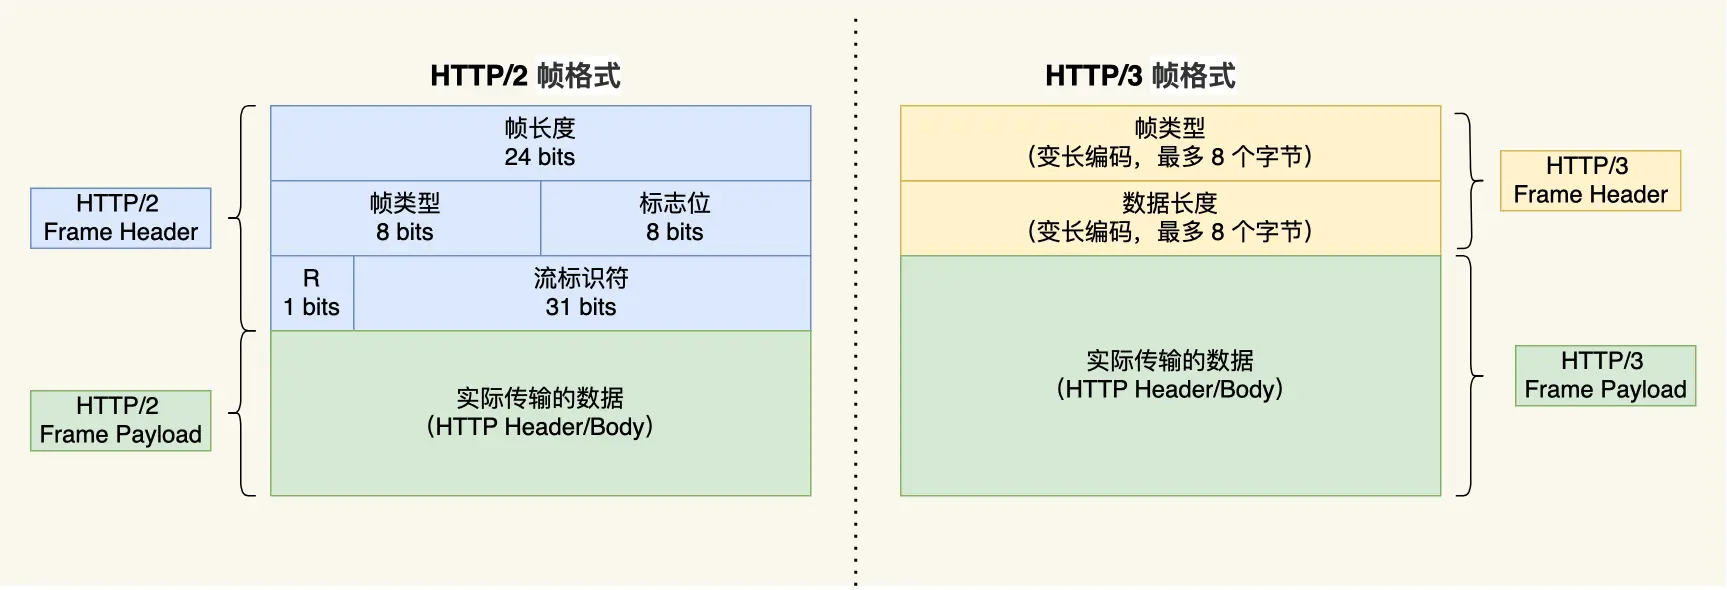 HTTP/2 帧格式
帧长度
24 bits
帧类型
8 bits
标志位
8 bits
R
1 bits
流标识符
31 bits
实际传输的数据
（HTTP Header/Body）
HTTP/2
Frame Header
HTTP/2
Frame Payload
HTTP/3 帧格式
帧类型
（变长编码，最多 8 个字节）
数据长度
（变长编码，最多 8 个字节）
实际传输的数据
（HTTP Header/Body）
HTTP/3
Frame Header
HTTP/3
Frame Payload